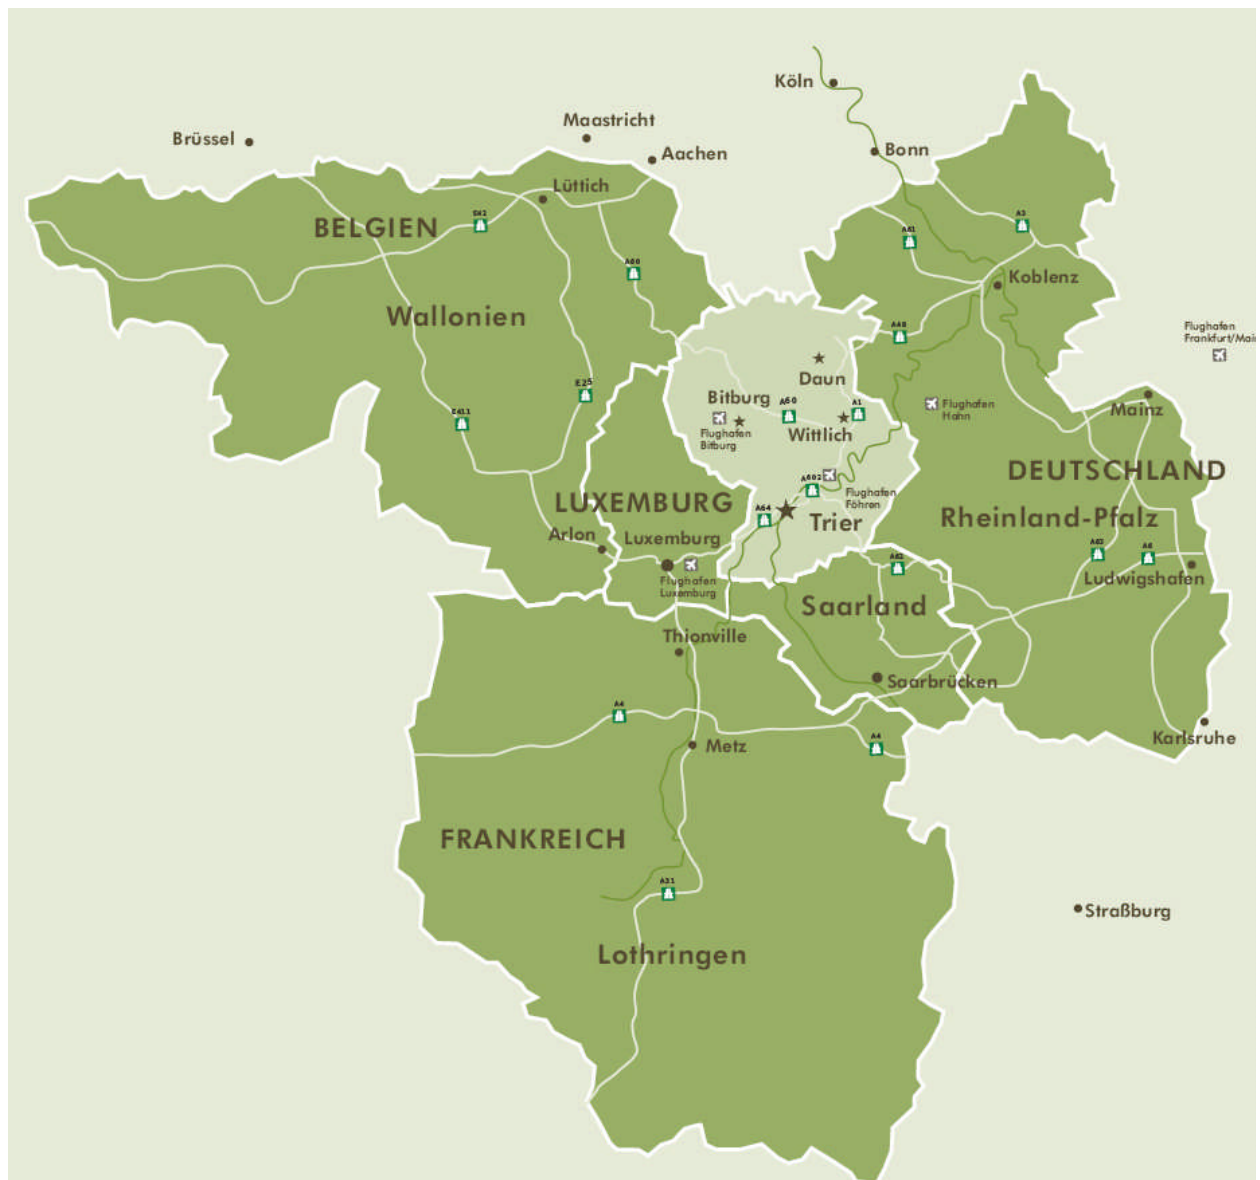 Köln
Maastricht
Brüssel
Aachen
Bonn
Lüttich
E42
BELGIEN
A3
A61
A60
Koblenz
Wallonien
A48
Flughafen
Frankfurt/Main
Daun
E25
Bitburg
A60
A1
Flughafen
Hahn
Mainz
E411
Wittlich
Flughafen
Bitburg
DEUTSCHLAND
A602
Flughafen
Föhren
LUXEMBURG
A64
Trier
Rheinland-Pfalz
Arlon
Luxemburg
A62
A63
A6
Ludwigshafen
Flughafen
Luxemburg
Saarland
Thionville
Saarbrücken
A4
Metz
A4
Karlsruhe
FRANKREICH
A31
Straßburg
Lothringen